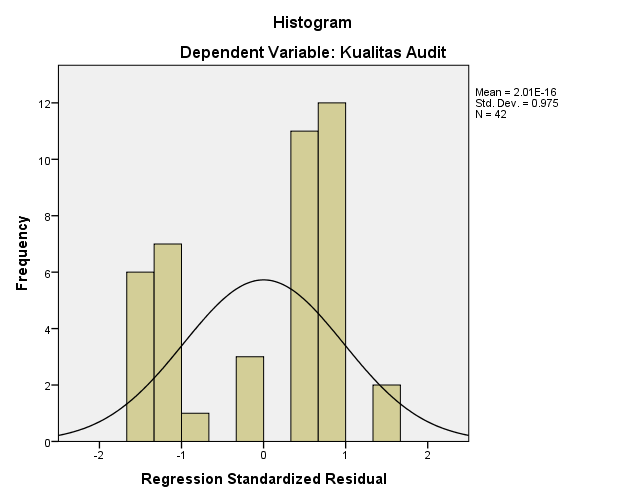 Histogram
Dependent Variable: Kualitas Audit
Mean = 2.01E-16
Std. Dev. = 0.975
N = 42
Frequency
12
10
8
6
4
2
0
-2 -1 0 1 2
Regression Standardized Residual